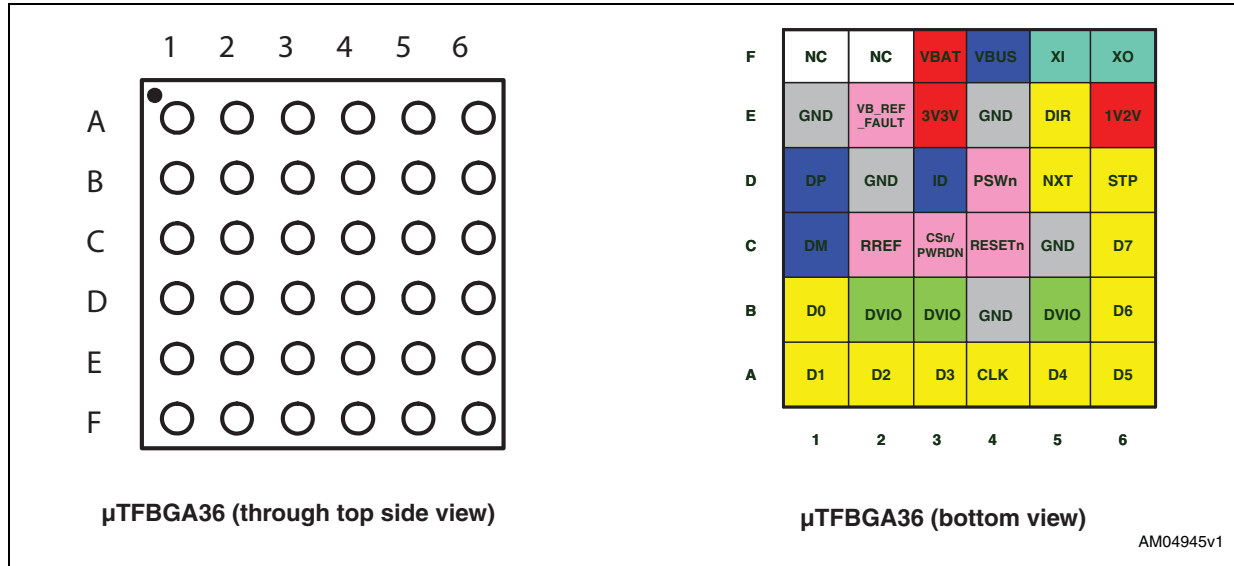 1 2 3 4 5 6
A
B
C
D
E
F
µTFBGA36 (through top side view)
F NC NC VBAT VBUS XI XO
E GND VB_REF _FAULT 3V3V GND DIR 1V2V
D DP GND ID PSWn NXT STP
C DM RREF CSn/ PWRDN RESETn GND D7
B D0 DVIO DVIO GND DVIO D6
A D1 D2 D3 CLK D4 D5
1 2 3 4 5 6
µTFBGA36 (bottom view)
AM04945v1